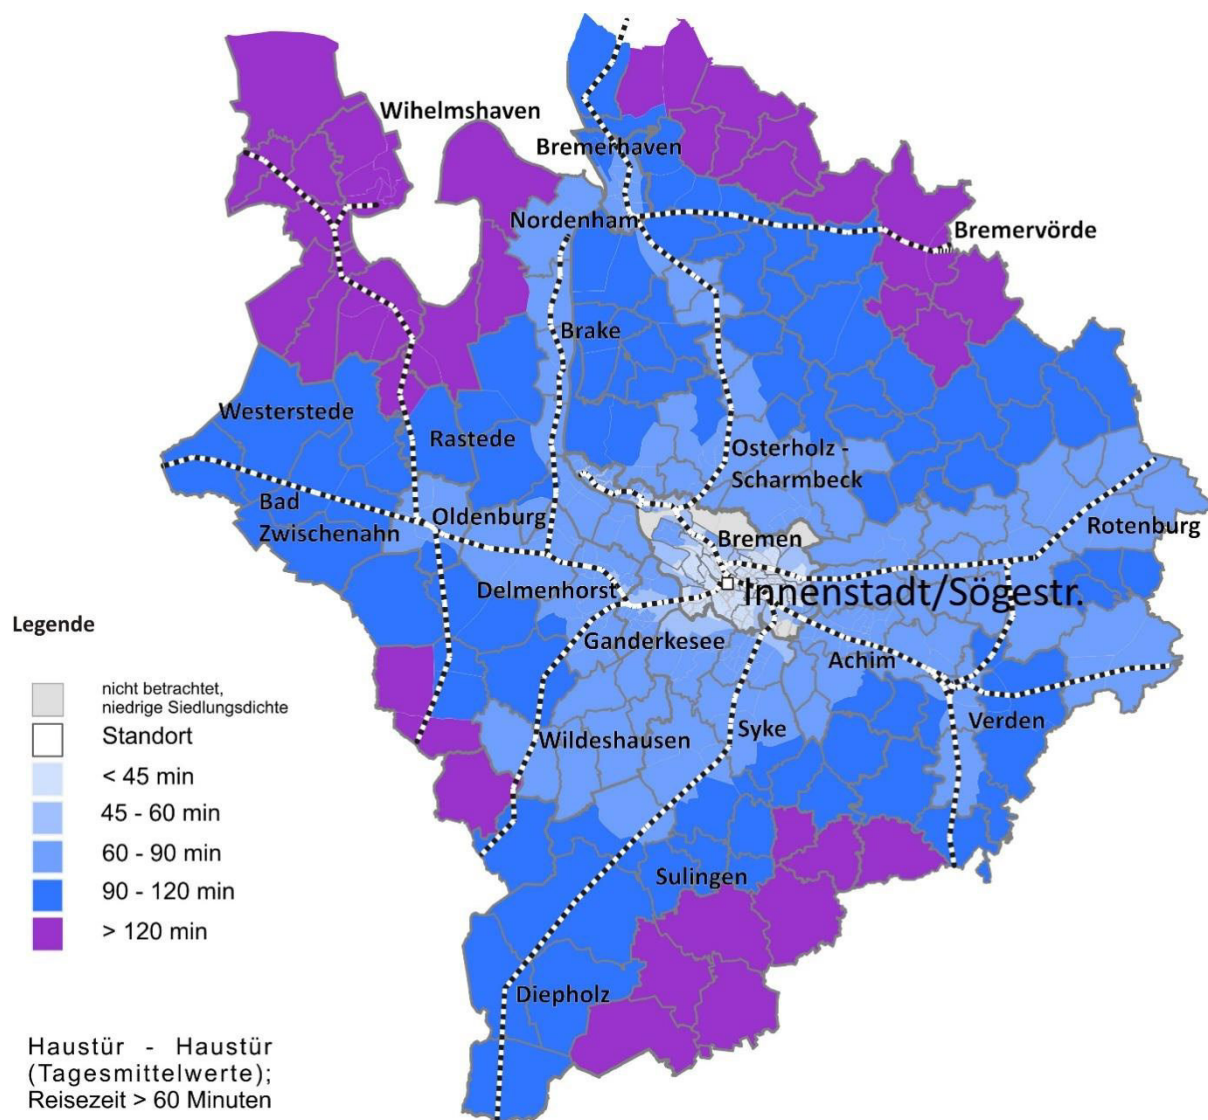 Wihelmshaven
Bremerhaven
Nordenham
Bremervörde
Brake
Westerstede
Rastede
Osterholz -
Scharmbeck
Bad
Zwischenahn
Oldenburg
Bremen
Rotenburg
Delmenhorst
Innenstadt/Sögestr.
Ganderkesee
Achim
Wildeshausen
Syke
Verden
Sulingen
Diepholz
Legende
nicht betrachtet,
niedrige Siedlungsdichte
Standort
< 45 min
45 - 60 min
60 - 90 min
90 - 120 min
> 120 min
Haustür - Haustür
(Tagesmittelwerte);
Reisezeit > 60 Minuten